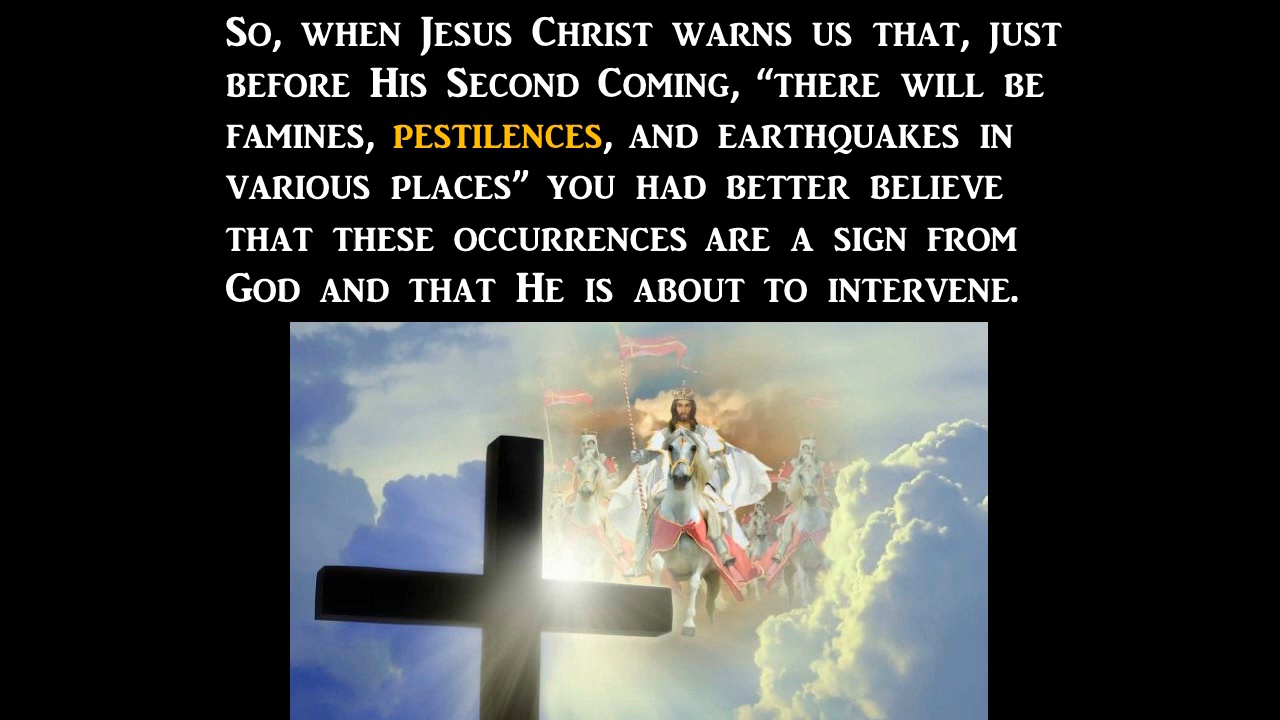 So, when Jesus Christ warns us that, just
before His Second Coming, “there will be
famines, pestilences, and earthquakes in
various places” you had better believe
that these occurrences are a sign from
God and that He is about to intervene.